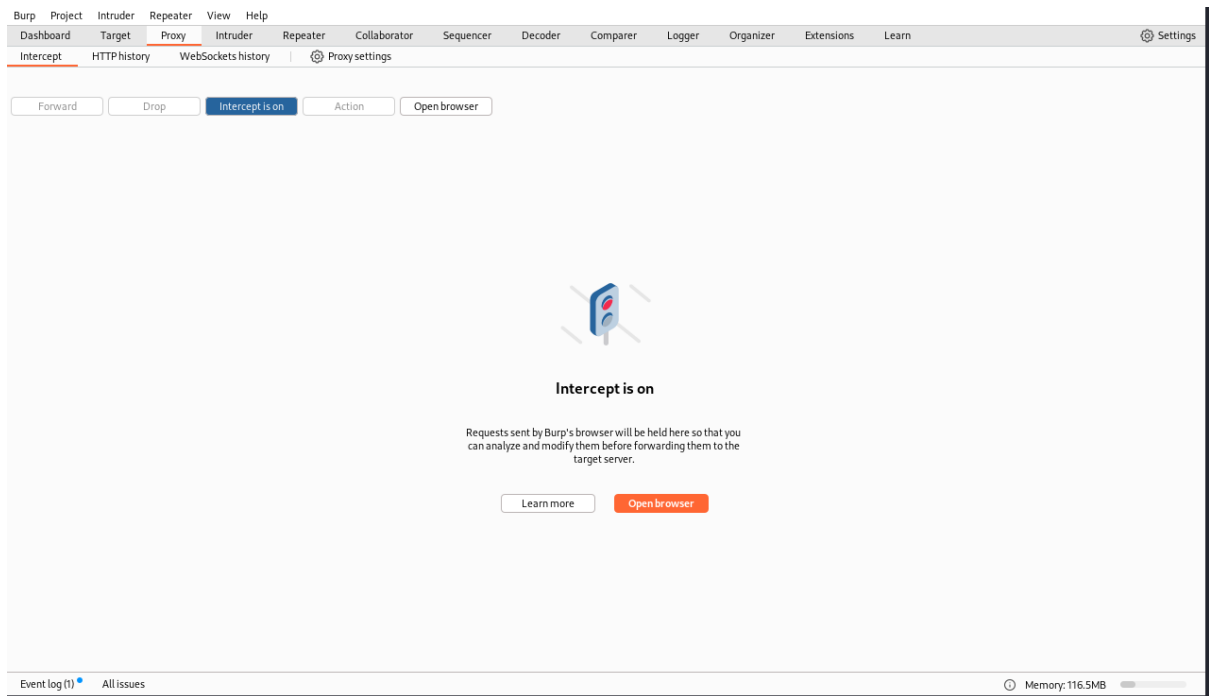 Burp Project Intruder Repeater View Help
Dashboard Target Proxy Intruder Repeater Collaborator Sequencer Decoder Comparer Logger Organizer Extensions Learn Settings
Intercept HTTP history WebSockets history Proxy settings
Forward Drop Intercept is on Action Open browser
Intercept is on
Requests sent by Burp's browser will be held here so that you
can analyze and modify them before forwarding them to the
target server.
Learn more Open browser
Event log (1) All issues Memory: 116.5MB